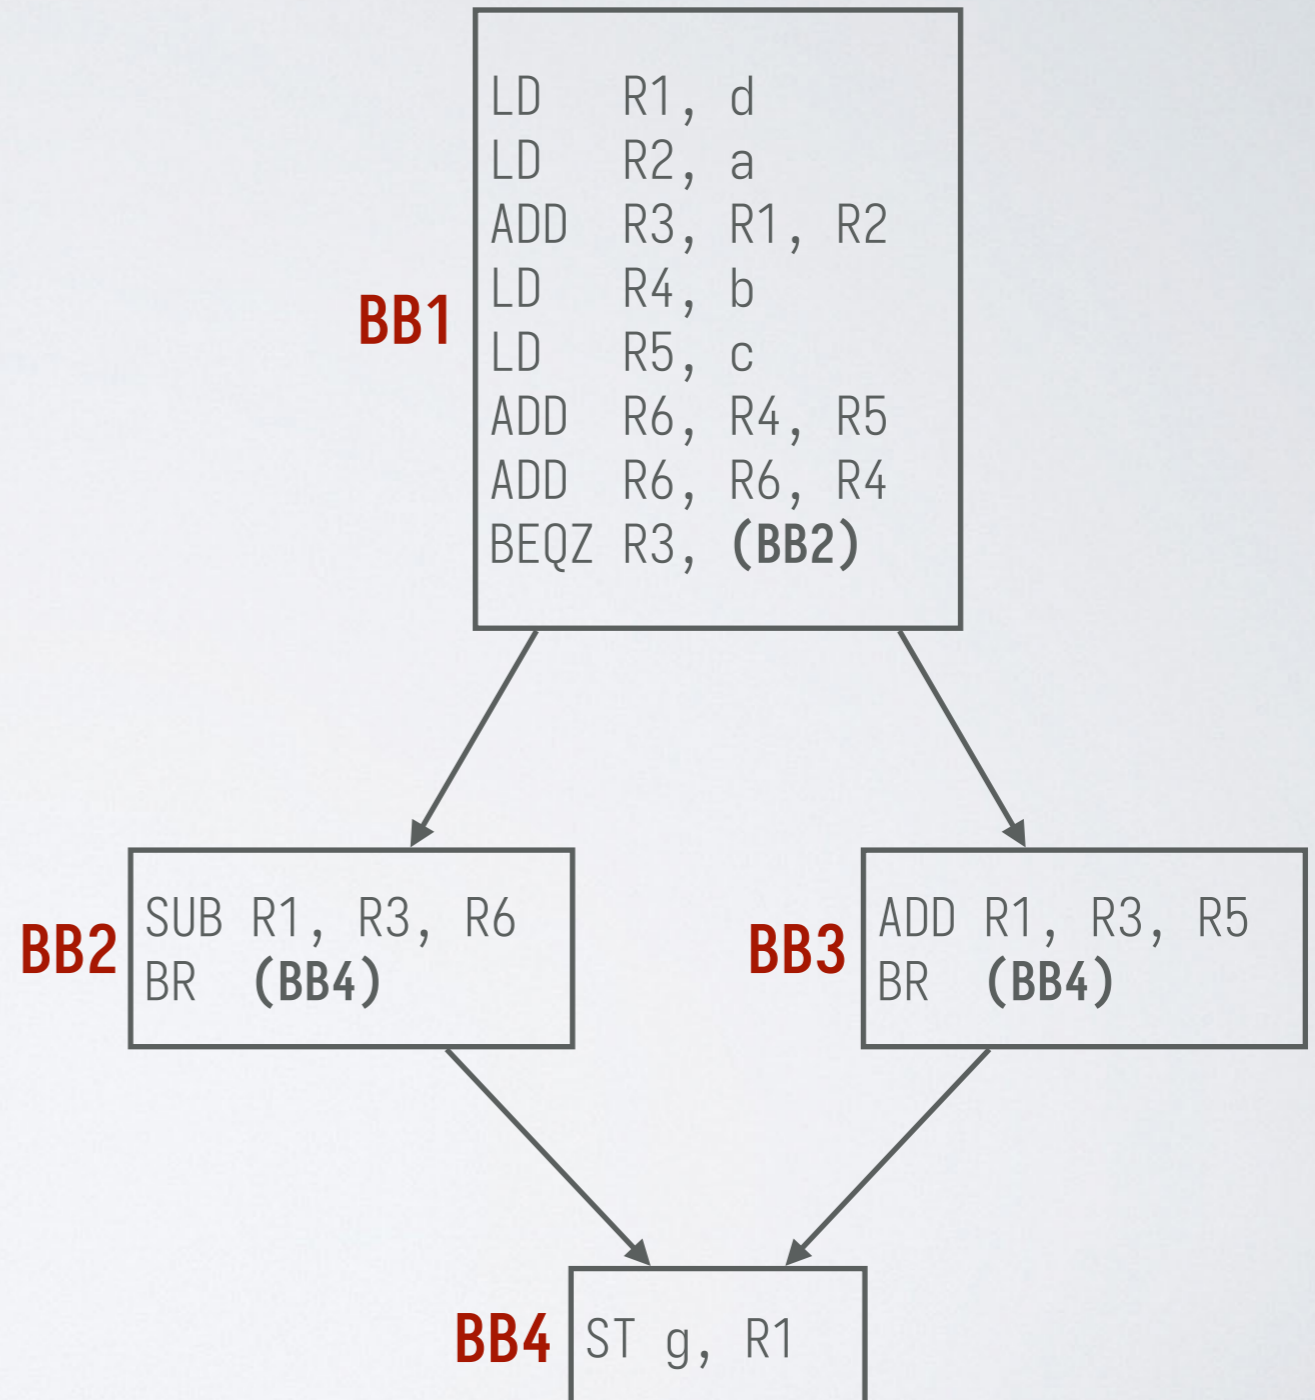 BB1
LD R1, d
LD R2, a
ADD R3, R1, R2
LD R4, b
LD R5, c
ADD R6, R4, R5
ADD R6, R6, R4
BEQZ R3, (BB2)
BB2
SUB R1, R3, R6
BR (BB4)
BB3
ADD R1, R3, R5
BR (BB4)
BB4
ST g, R1